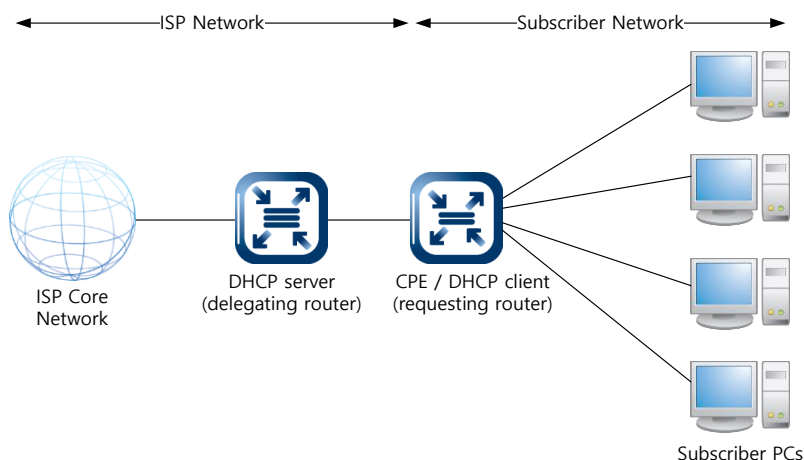 ISP Network
Subscriber Network
ISP Core
Network
DHCP server
(delegating router)
CPE / DHCP client
(requesting router)
Subscriber PCs